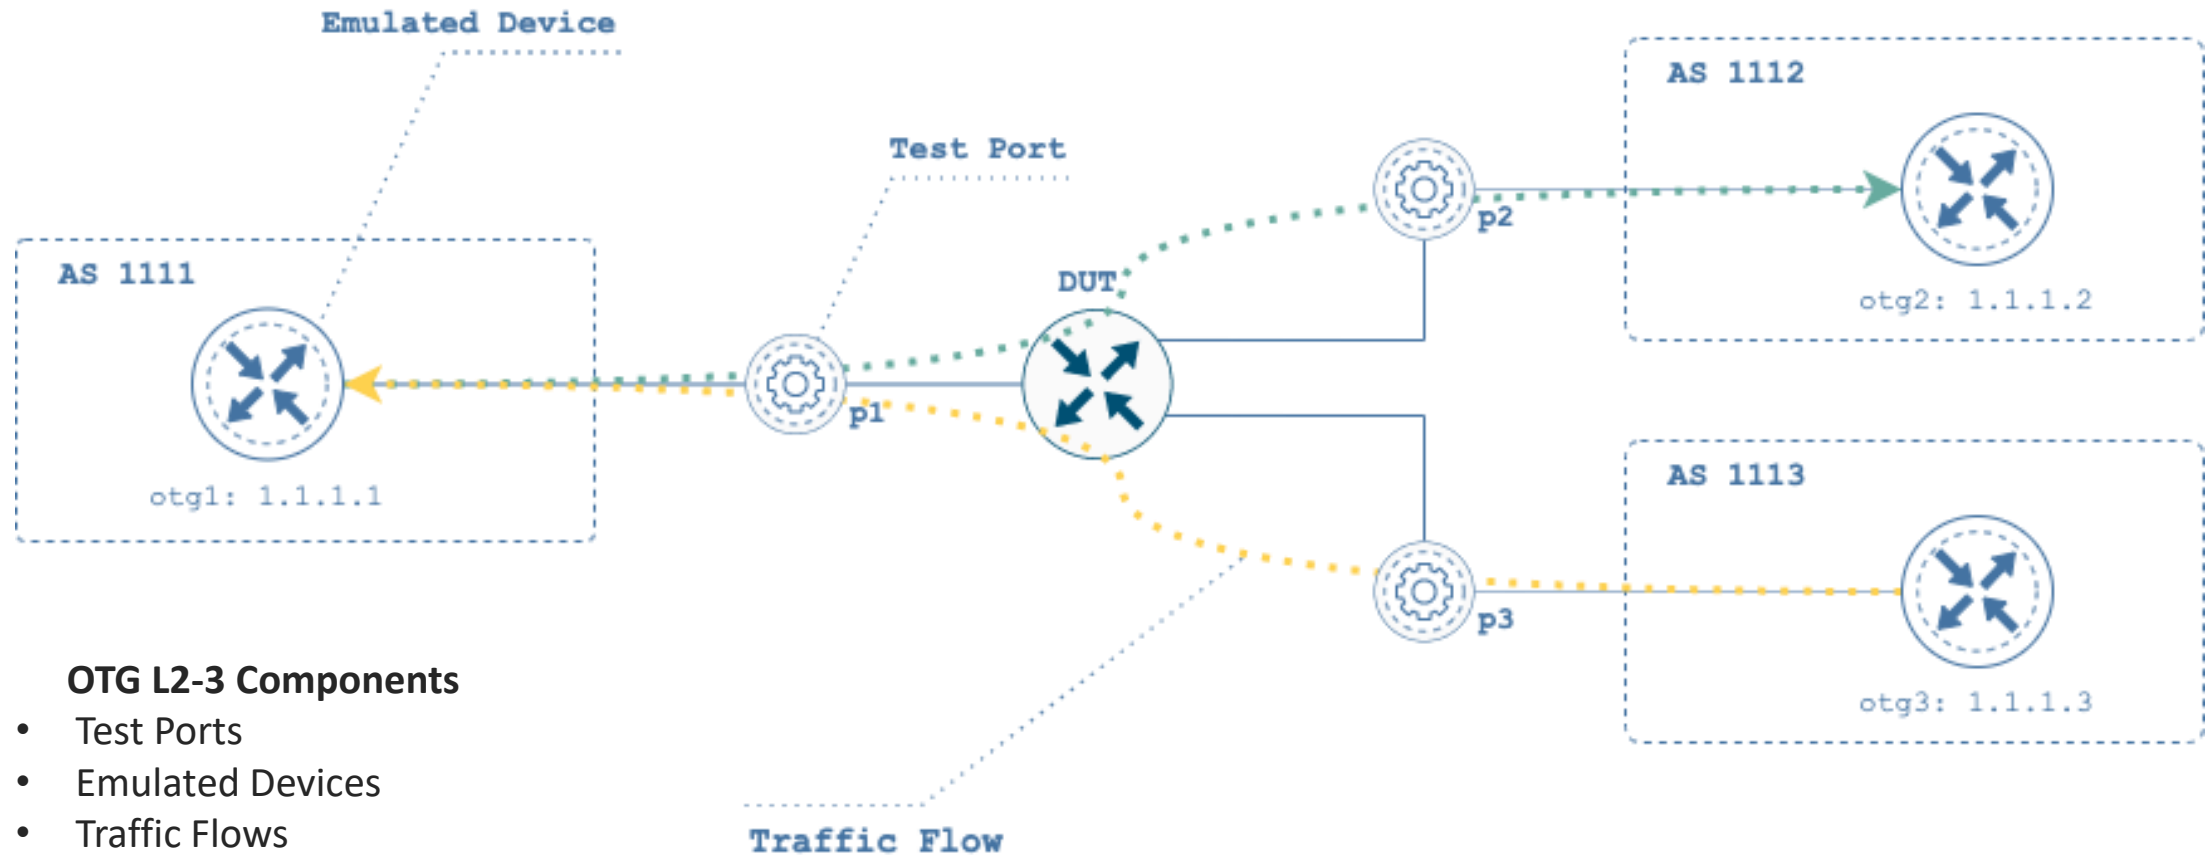 Emulated Device
AS 1112
Test Port
p2
AS 1111
DUT
otg2: 1.1.1.2
p1
AS 1113
otg1: 1.1.1.1
p3
OTG L2-3 Components
otg3: 1.1.1.3
• Test Ports
• Emulated Devices
• Traffic Flows
Traffic Flow